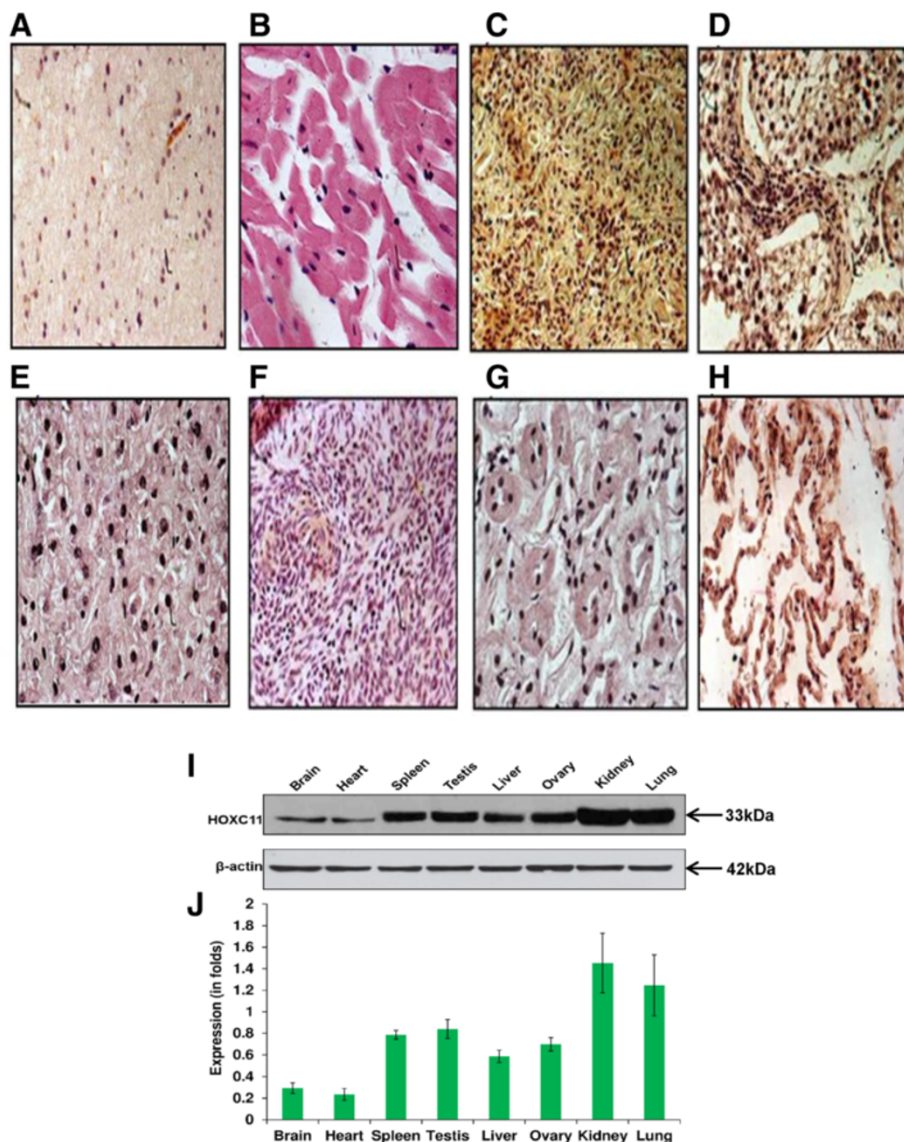 A B C D
E F G H
I Brain Heart Spleen Testis Liver Ovary Kidney Lung
HOXC11 33kDa
β-actin 42kDa
J
2
1.8
1.6
1.4
1.2
1
0.8
0.6
0.4
0.2
0
Expression (in folds)
Brain Heart Spleen Testis Liver Ovary Kidney Lung